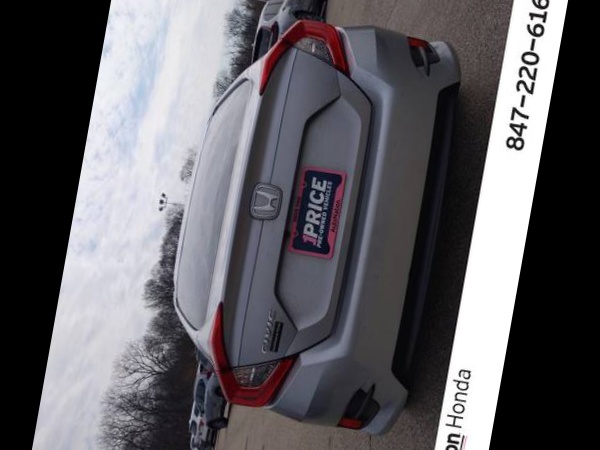 1PRICE
PRE-OWNED VEHICLES
CIVIC
847-220-616
on Honda